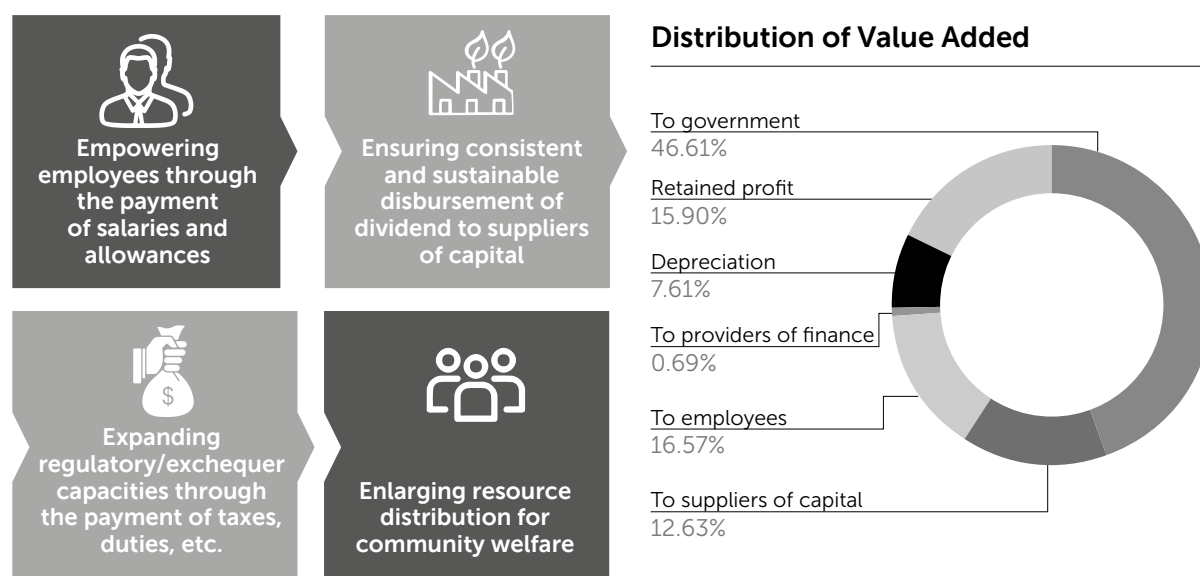 Empowering
employees through
the payment
of salaries and
allowances
Ensuring consistent
and sustainable
disbursement of
dividend to suppliers
of capital
$
Expanding
regulatory/exchequer
capacities through
the payment of taxes,
duties, etc.
Enlarging resource
distribution for
community welfare
Distribution of Value Added
To government
46.61%
Retained profit
15.90%
Depreciation
7.61%
To providers of finance
0.69%
To employees
16.57%
To suppliers of capital
12.63%